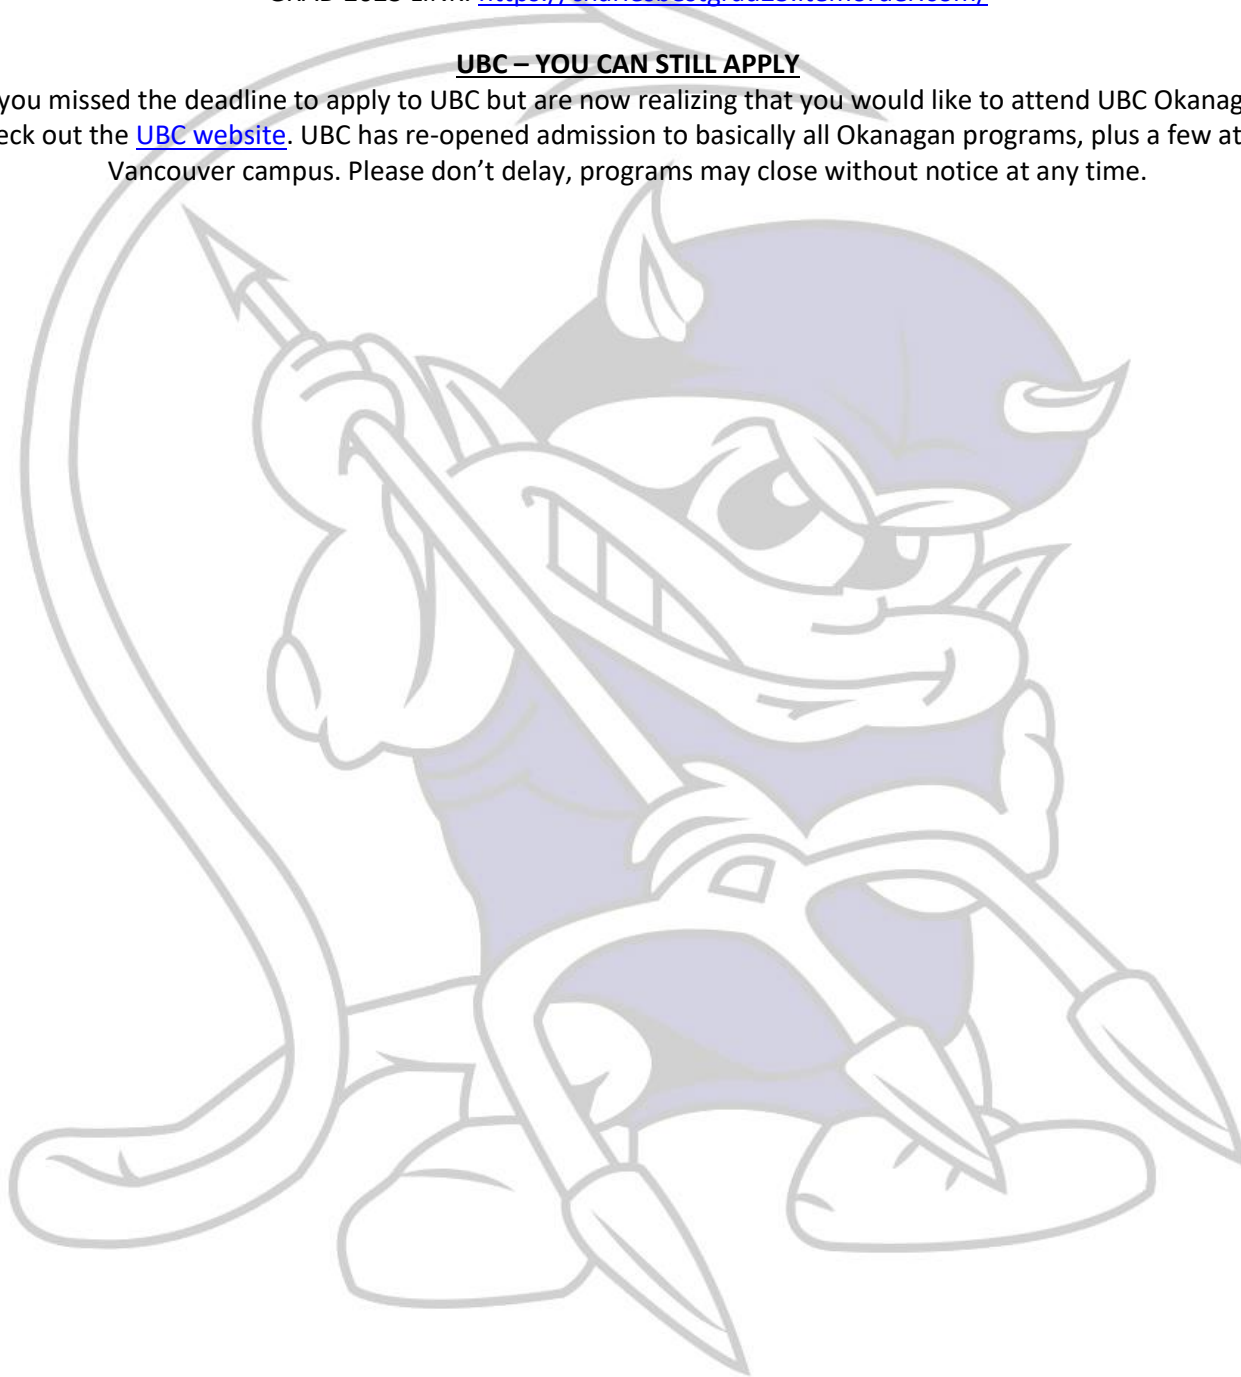 GRAD LINK:
UBC – YOU CAN STILL APPLY
you missed the deadline to apply to UBC but are now realizing that you would like to attend UBC Okanag
eck out the UBC website. UBC has re-opened admission to basically all Okanagan programs, plus a few at
Vancouver campus. Please don't delay, programs may close without notice at any time.